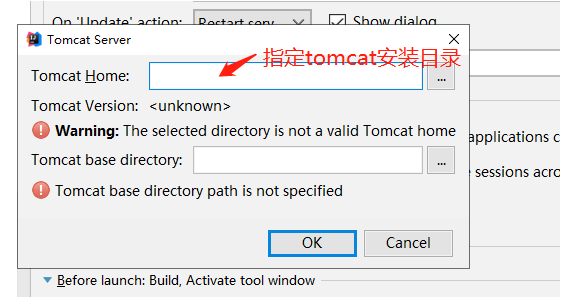 On 'Update' action: Restart serv Show dialog
Tomcat Server
指定tomcat安装目录
Tomcat Home: ...
Tomcat Version: <unknown>
Warning: The selected directory is not a valid Tomcat home
applications c
Tomcat base directory: ...
e sessions acro
Tomcat base directory path is not specified
OK Cancel
Before launch: Build, Activate tool window